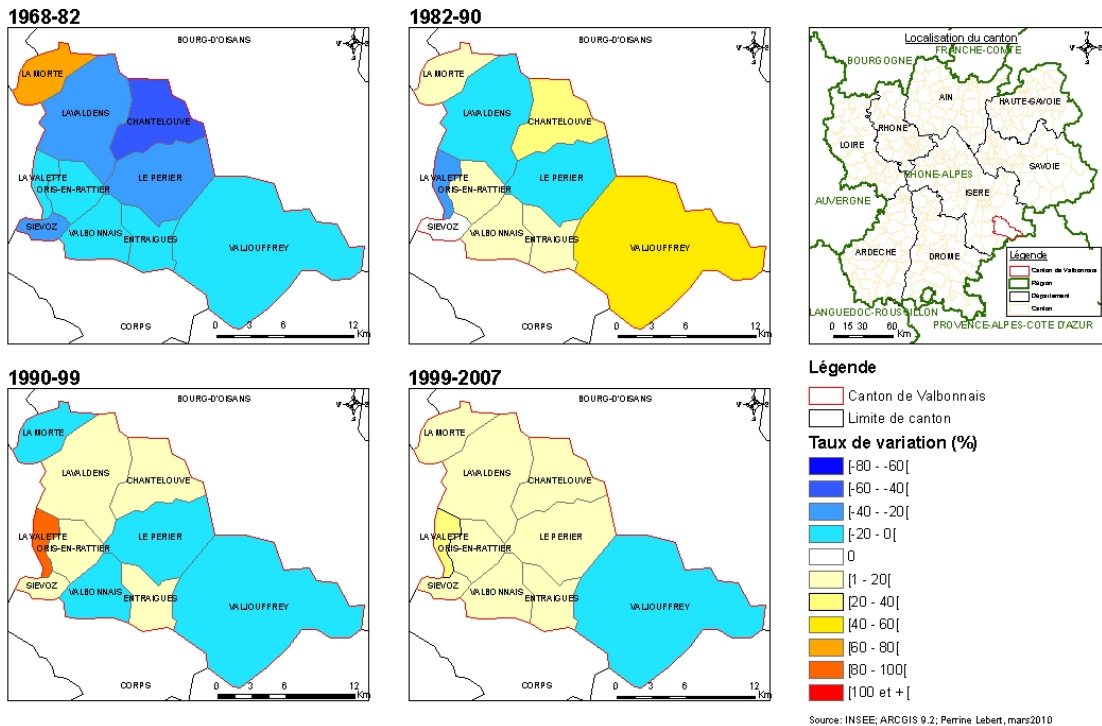 1968-82
BOURG-D'OISANS
LA MORTE
LAVALDENS
CHANTELOUVE
LA VALETTE
ORIS-EN-RATTIER
LE PERIER
SIEVOZ
VALBONNAIS
ENTRAIGUES
VALJOUFFREY
CORPS
0 3 6 12
Km
1982-90
BOURG-D'OISANS
LA MORTE
LAVALDENS
CHANTELOUVE
LA VALETTE
ORIS-EN-RATTIER
LE PERIER
SIEVOZ
VALBONNAIS
ENTRAIGUES
VALJOUFFREY
CORPS
0 3 6 12
Km
Localisation du canton
FRANCHE-COMTE
BOURGOGNE
AIN
HAUTE-SAVOIE
RHONE
LOIRE
SAVOIE
RHONE-ALPES
ISERE
AUVERGNE
ARDECHE
DROME
Légende
Canton de Valbonnais
Région
Département
Canton
LANGUEDOC-ROUSSILLON
0 15 30 60
Km
PROVENCE-ALPES-COTE D'AZUR
1990-99
BOURG-D'OISANS
LA MORTE
LAVALDENS
CHANTELOUVE
LA VALETTE
ORIS-EN-RATTIER
LE PERIER
SIEVOZ
VALBONNAIS
ENTRAIGUES
VALJOUFFREY
CORPS
0 3 6 12
Km
1999-2007
BOURG-D'OISANS
LA MORTE
LAVALDENS
CHANTELOUVE
LA VALETTE
ORIS-EN-RATTIER
LE PERIER
SIEVOZ
VALBONNAIS
ENTRAIGUES
VALJOUFFREY
CORPS
0 3 6 12
Km
Légende
Canton de Valbonnais
Limite de canton
Taux de variation (%)
[-80 - -60[
[-60 - -40[
[-40 - -20[
[-20 - 0[
0
[1 - 20[
[20 - 40[
[40 - 60[
[60 - 80[
[80 - 100[
[100 et + [
Source: INSEE; ARCGIS 9.2; Perrine Lebert, mars2010